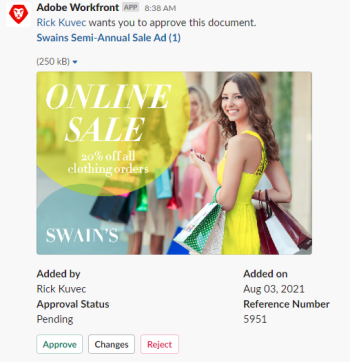 Adobe Workfront APP 8:38 AM
Rick Kuvec wants you to approve this document.
Swains Semi-Annual Sale Ad (1)
(250 kB)
ONLINE
SALE
20% off all
clothing orders
SWAIN'S
Added by
Added on
Rick Kuvec
Aug 03, 2021
Approval Status
Reference Number
Pending
5951
Approve
Changes
Reject